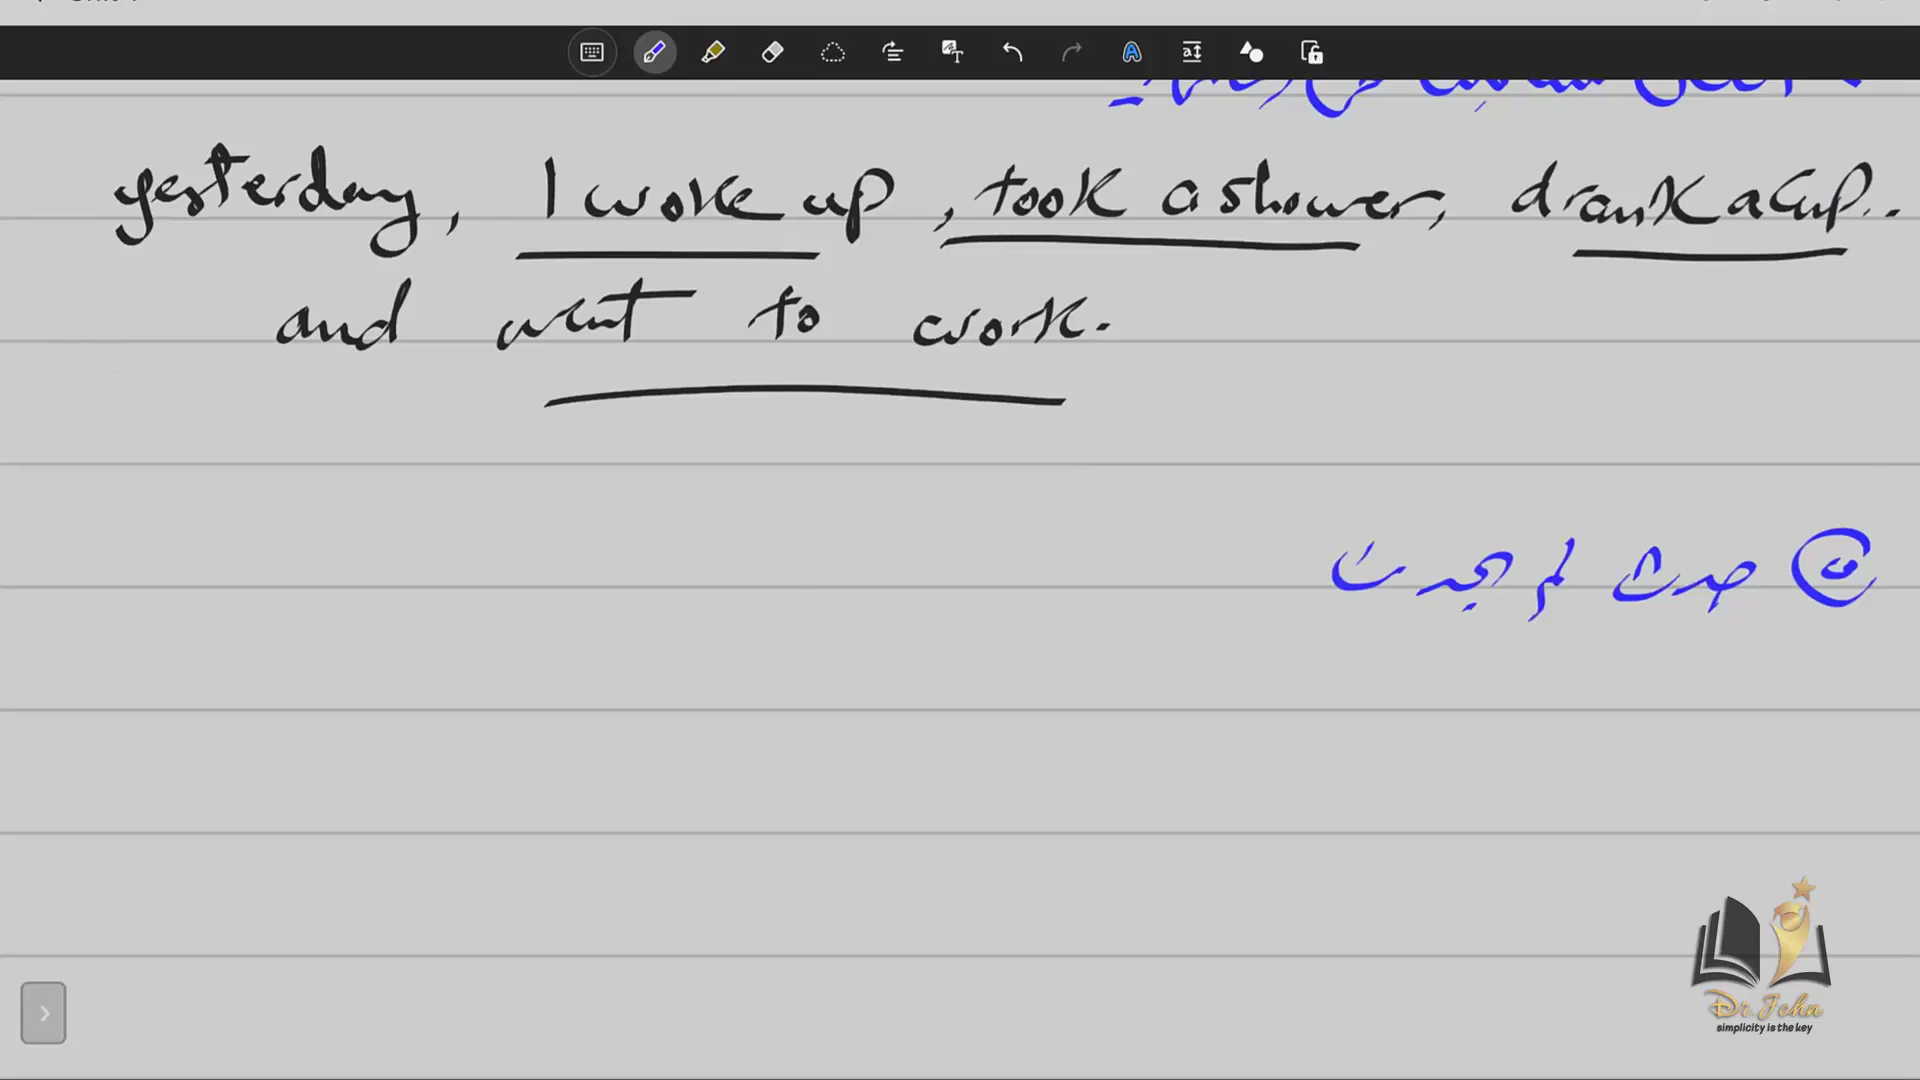 yesterday, I woke up, took a shower, drank a cup..
and went to work.
حدث لم يحدث
Dr. John
simplicity is the key